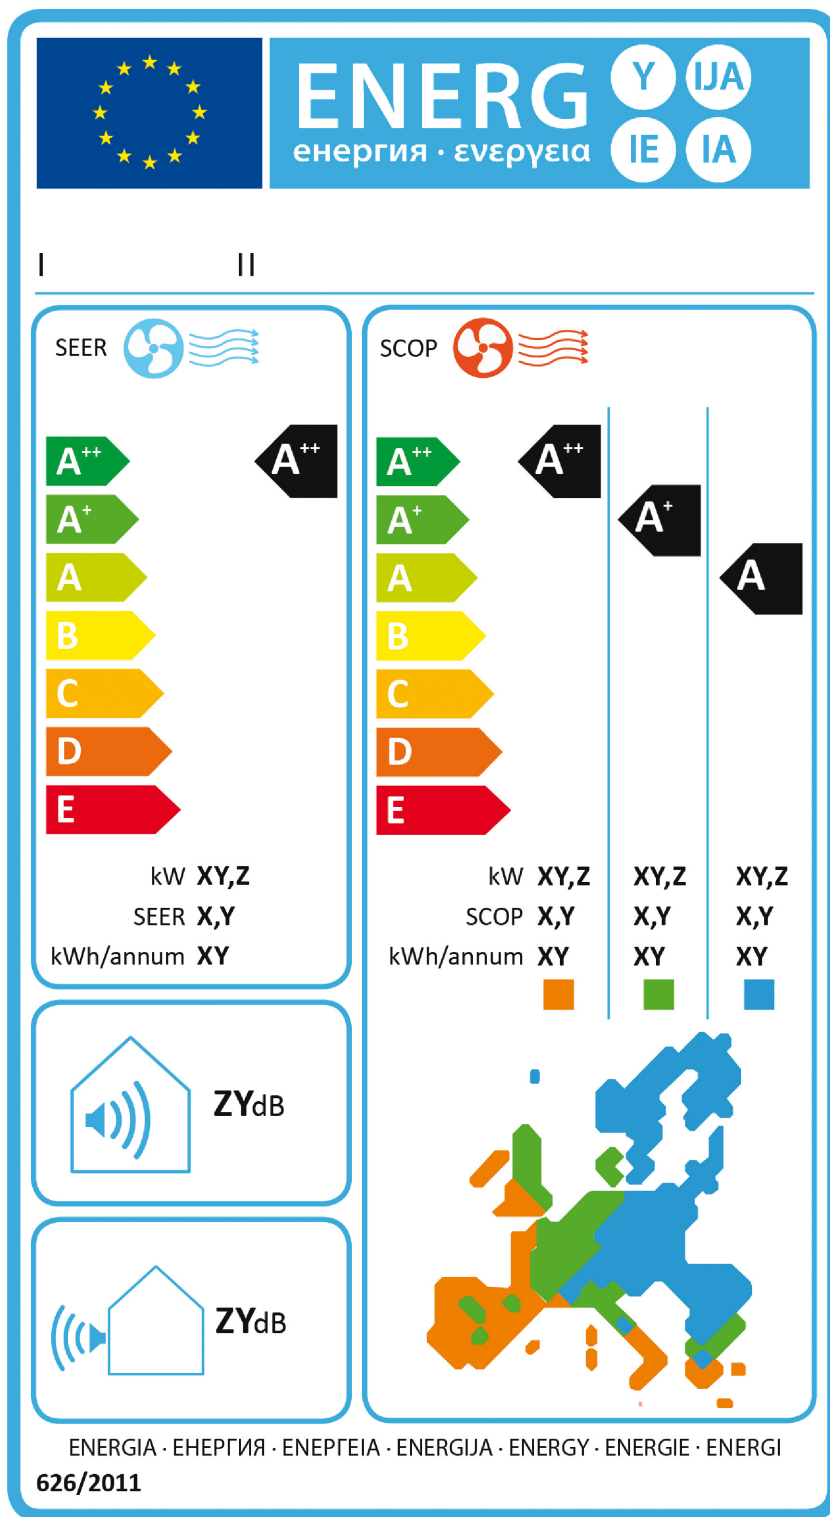 ENERG Y IJA
енергия · ενεργεια IE IA
I II
SEER
A++ A++
A+
A
B
C
D
E
kW XY,Z
SEER X,Y
kWh/annum XY
SCOP
A++ A++
A+ A+
A A
B
C
D
E
kW XY,Z XY,Z XY,Z
SCOP X,Y X,Y X,Y
kWh/annum XY XY XY
ZYdB
ZYdB
ENERGIA · ЕНЕРГИЯ · ΕΝΕΡΓΕΙΑ · ENERGIJA · ENERGY · ENERGIE · ENERGI
626/2011